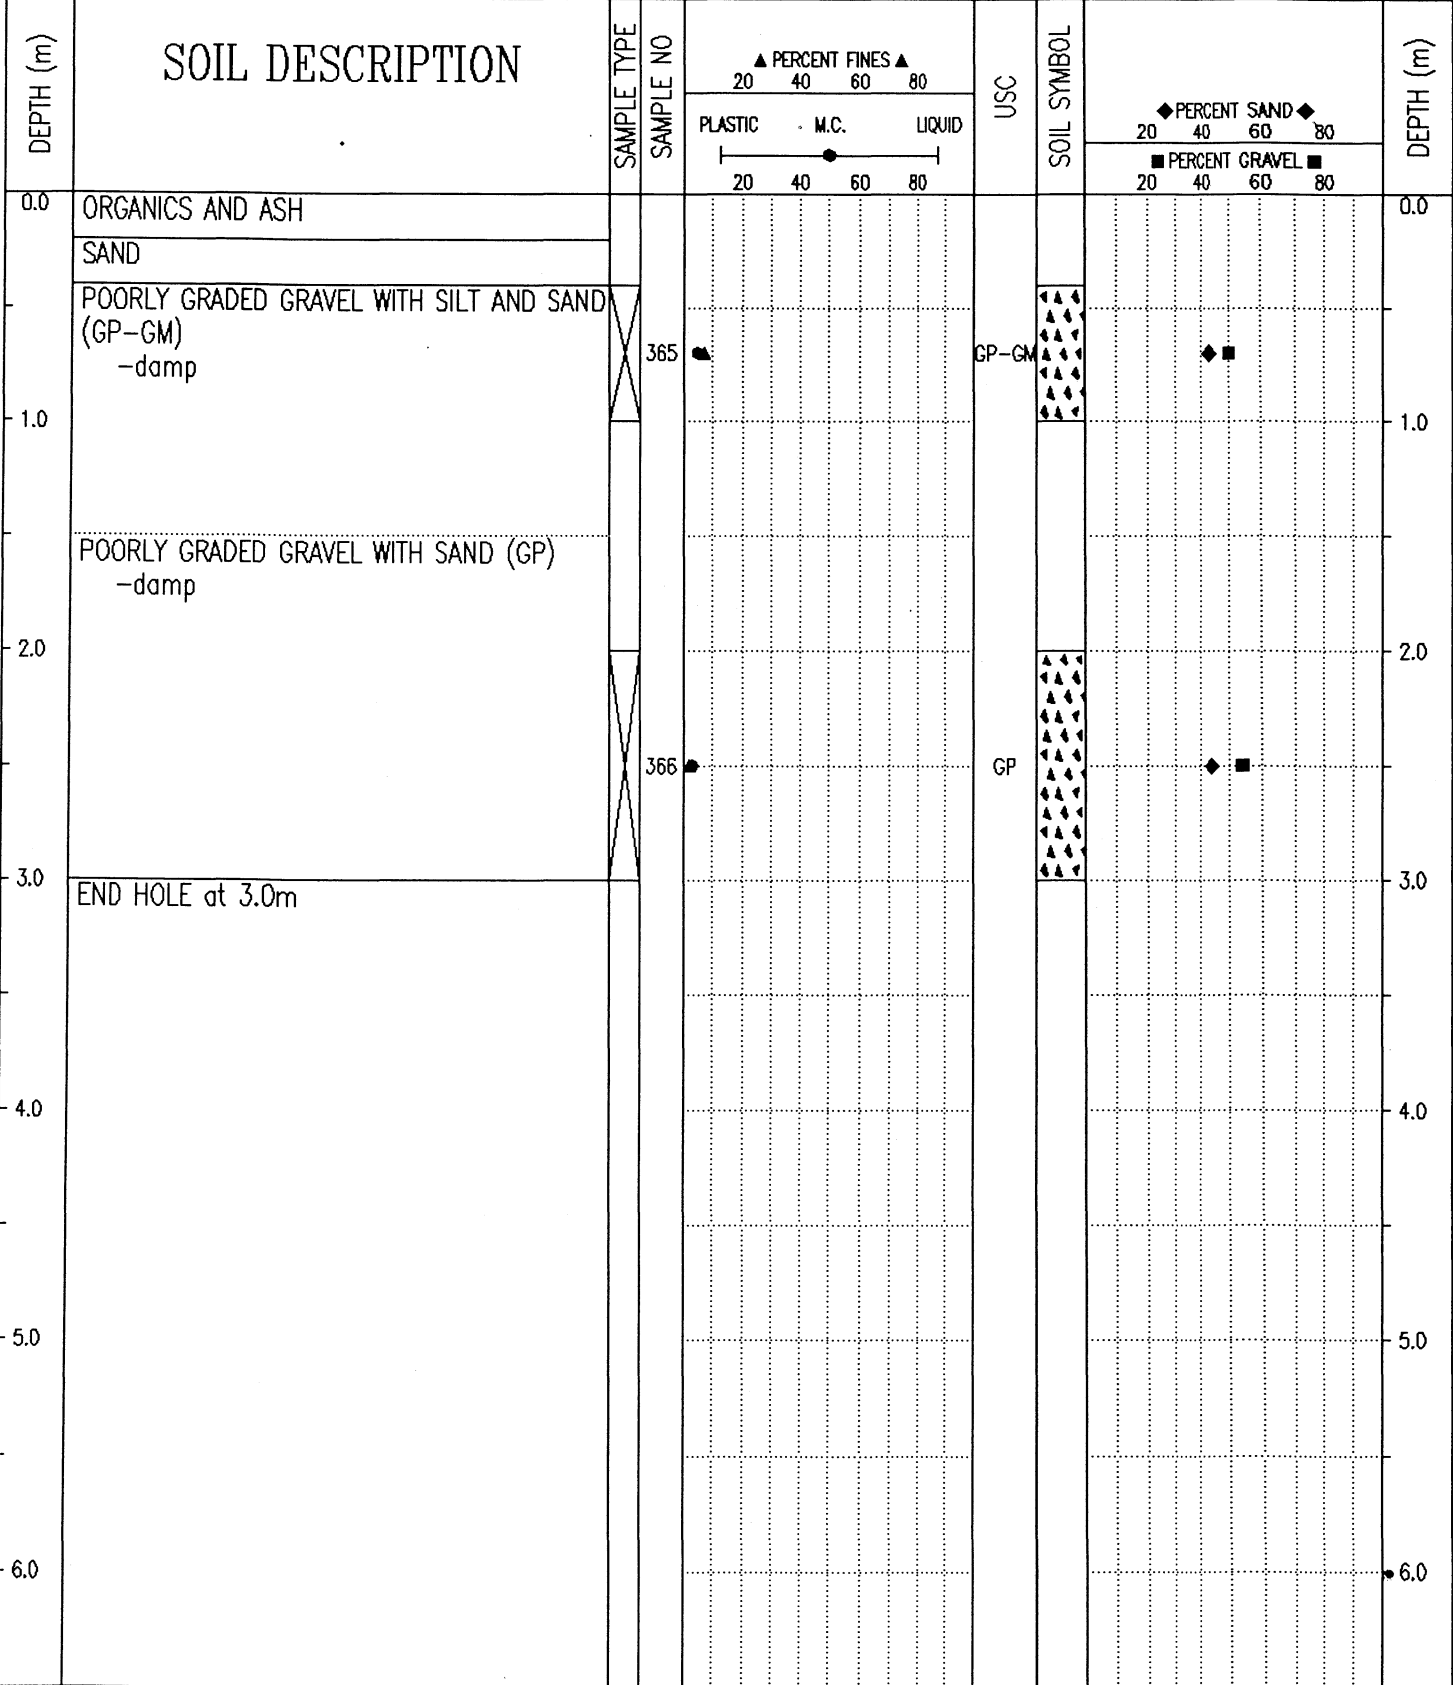 DEPTH (m)
SOIL DESCRIPTION
SAMPLE TYPE
SAMPLE NO
▲ PERCENT FINES ▲
20 40 60 80
PLASTIC M.C. LIQUID
20 40 60 80
USC
SOIL SYMBOL
◆ PERCENT SAND ◆
20 40 60 80
■ PERCENT GRAVEL ■
20 40 60 80
DEPTH (m)
0.0 ORGANICS AND ASH 0.0
SAND
POORLY GRADED GRAVEL WITH SILT AND SAND
(GP-GM)
-damp
365 GP-GM
1.0 1.0
POORLY GRADED GRAVEL WITH SAND (GP)
-damp
2.0 2.0
366 GP
3.0 3.0
END HOLE at 3.0m
4.0 4.0
5.0 5.0
6.0 6.0